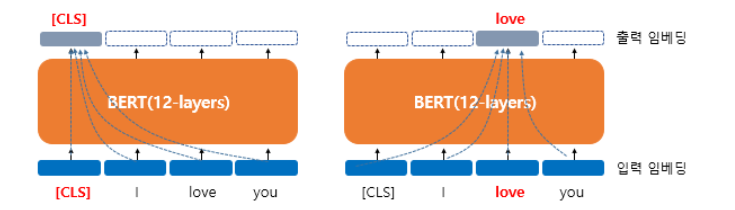 [CLS] love
출력 임베딩
BERT(12-layers) BERT(12-layers)
입력 임베딩
[CLS] I love you [CLS] I love you